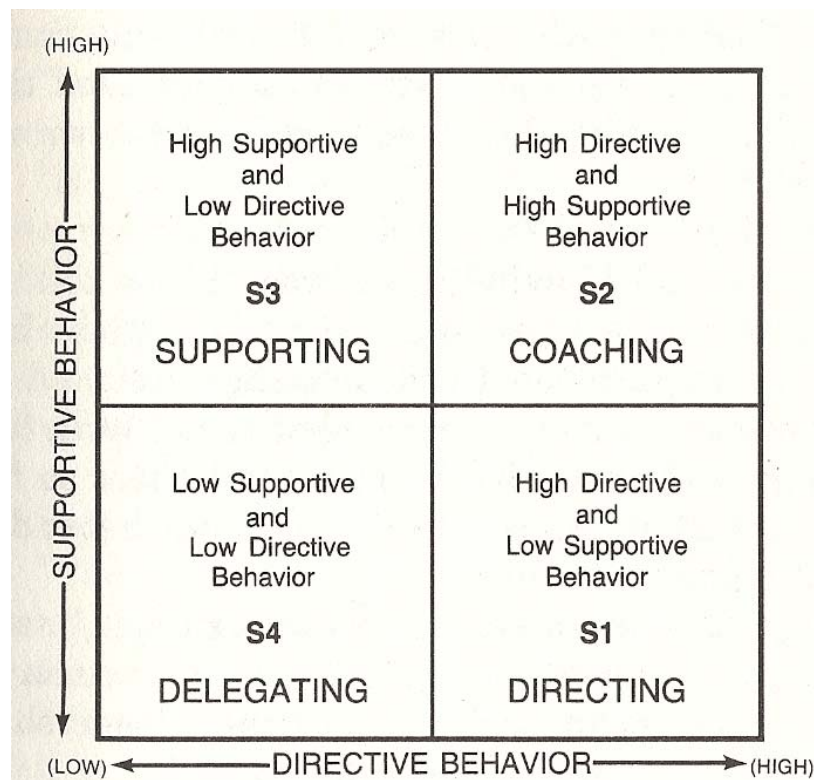 (HIGH)
SUPPORTIVE BEHAVIOR
High Supportive
and
Low Directive
Behavior
S3
SUPPORTING
High Directive
and
High Supportive
Behavior
S2
COACHING
Low Supportive
and
Low Directive
Behavior
S4
DELEGATING
High Directive
and
Low Supportive
Behavior
S1
DIRECTING
(LOW) DIRECTIVE BEHAVIOR (HIGH)